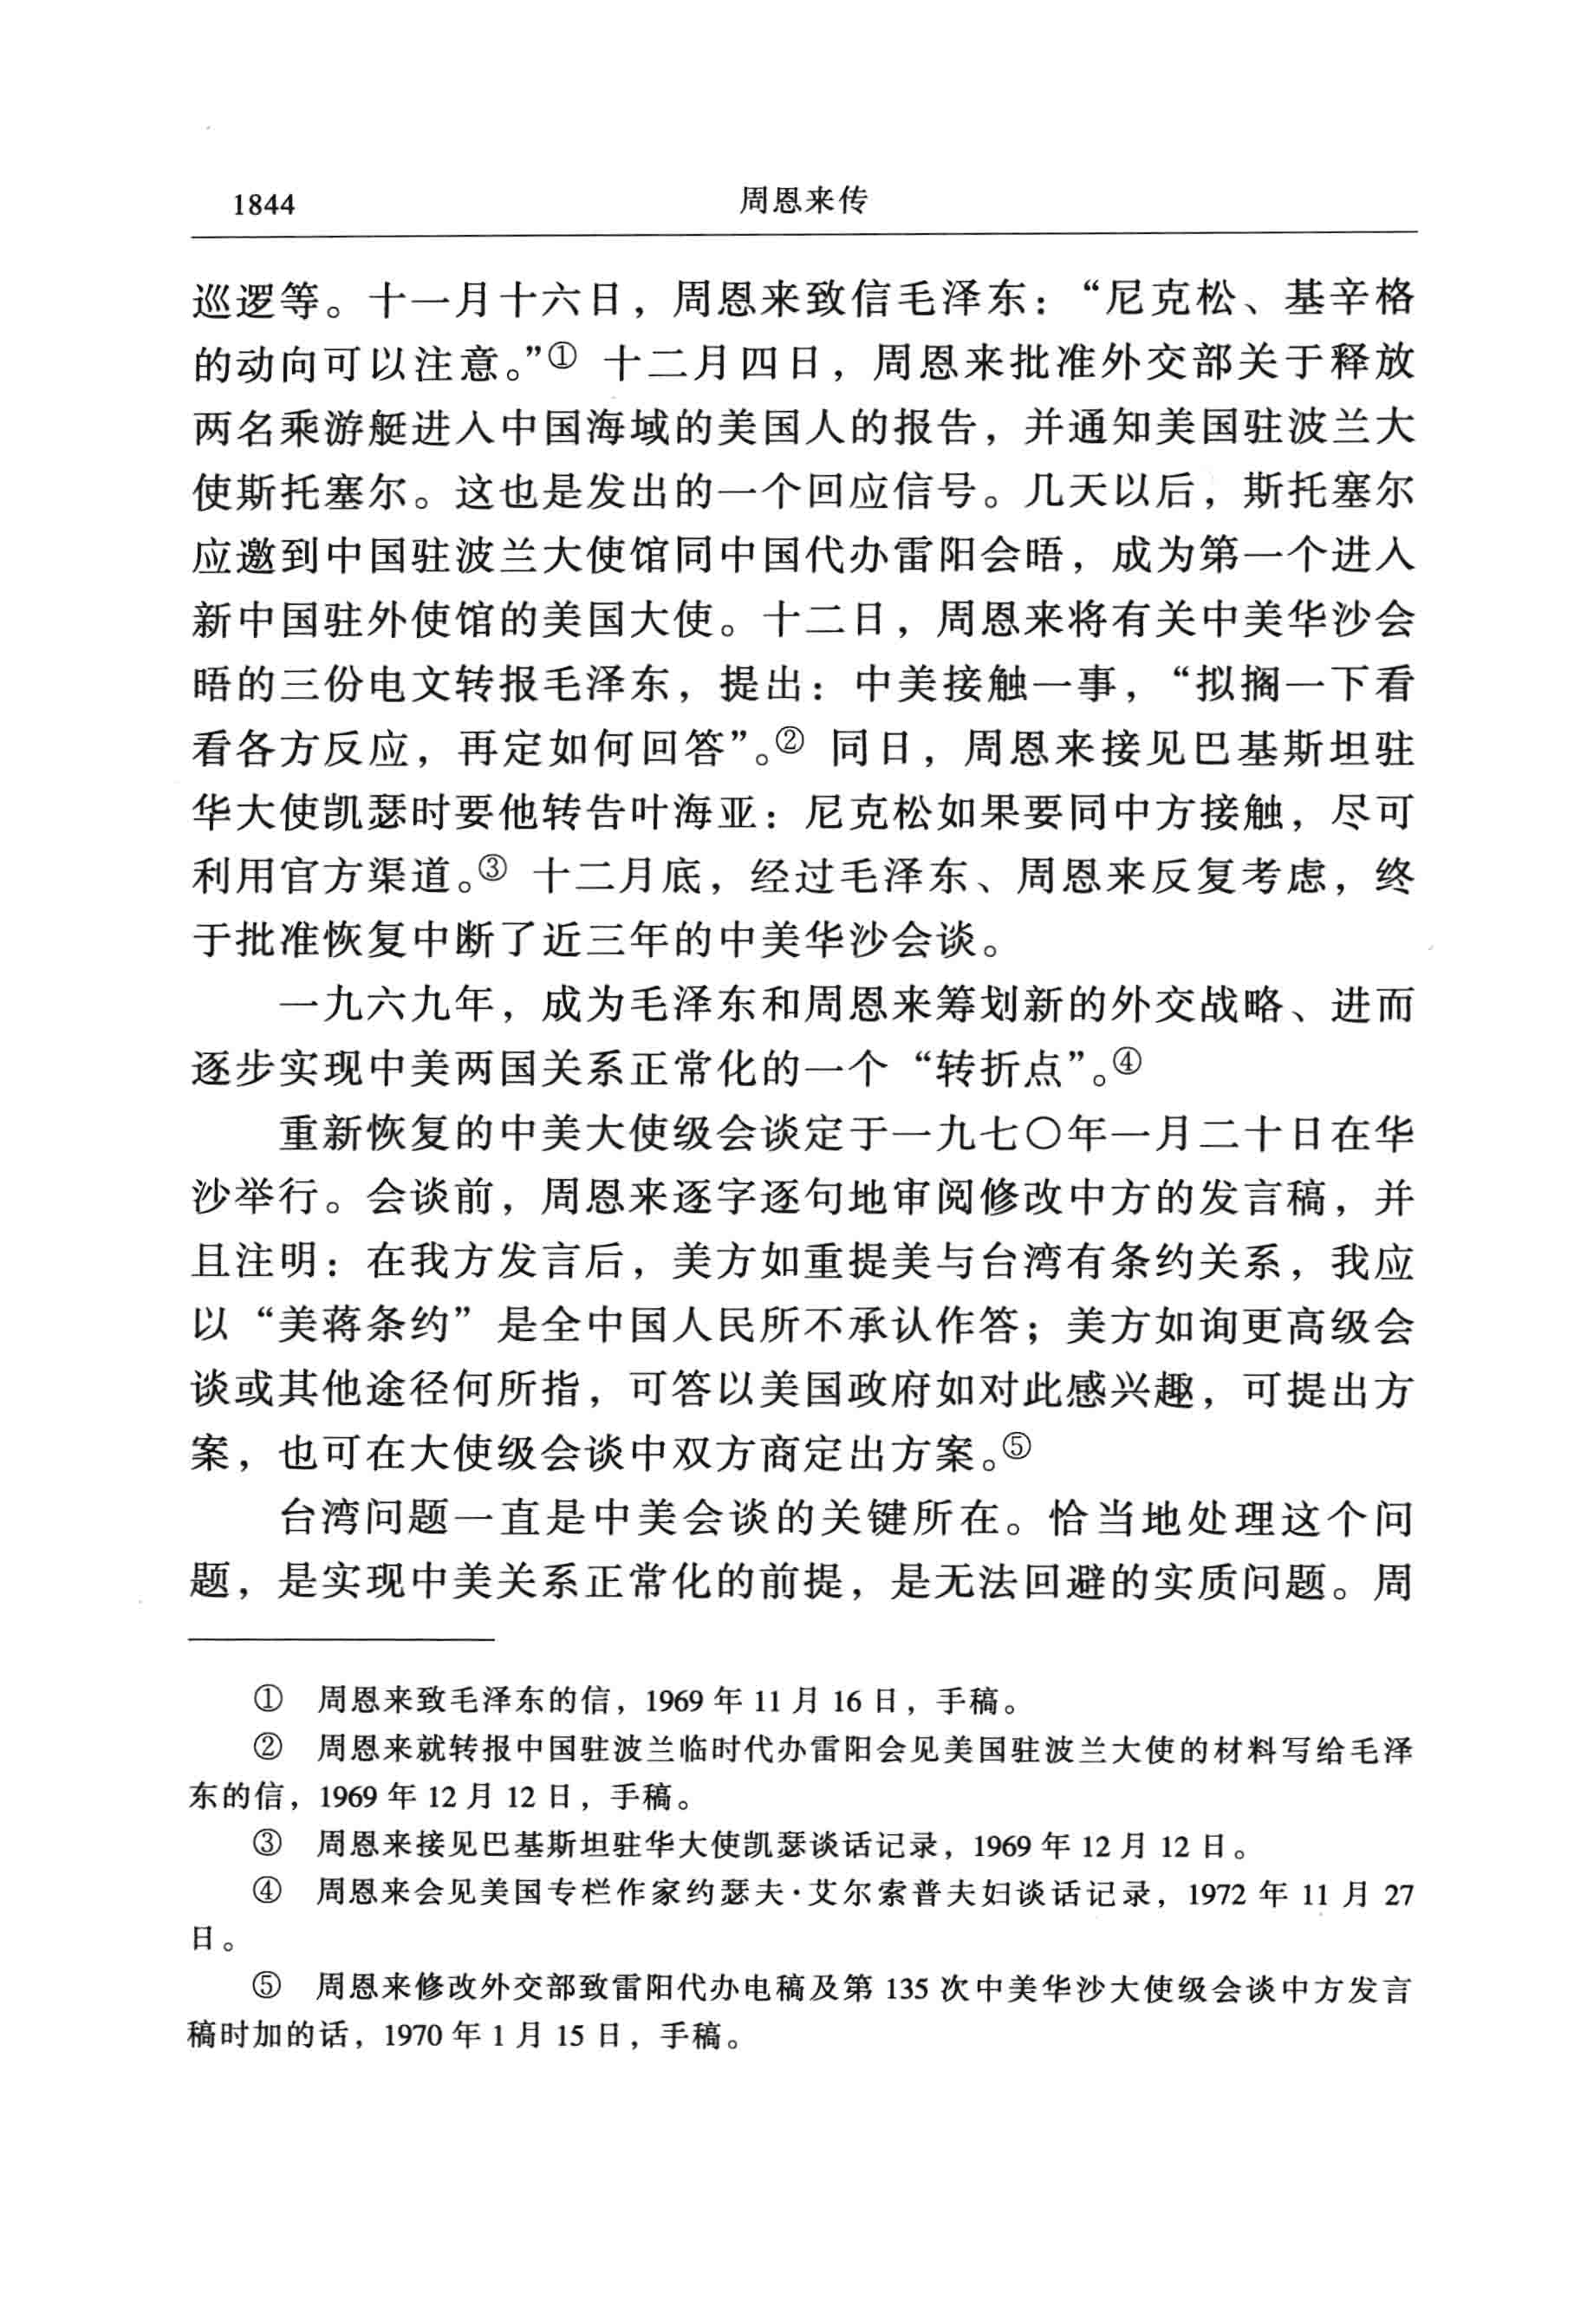 1844
周恩来传
巡逻等。十一月十六日，周恩来致信毛泽东：“尼克松、基辛格
的动向可以注意。”① 十二月四日，周恩来批准外交部关于释放
两名乘游艇进入中国海域的美国人的报告，并通知美国驻波兰大
使斯托塞尔。这也是发出的一个回应信号。几天以后，斯托塞尔
应邀到中国驻波兰大使馆同中国代办雷阳会晤，成为第一个进入
新中国驻外使馆的美国大使。十二日，周恩来将有关中美华沙会
晤的三份电文转报毛泽东，提出：中美接触一事，“拟搁一下看
看各方反应，再定如何回答”。② 同日，周恩来接见巴基斯坦驻
华大使凯瑟时要他转告叶海亚：尼克松如果要同中方接触，尽可
利用官方渠道。③ 十二月底，经过毛泽东、周恩来反复考虑，终
于批准恢复中断了近三年的中美华沙会谈。
一九六九年，成为毛泽东和周恩来筹划新的外交战略、进而
逐步实现中美两国关系正常化的一个“转折点”。④
重新恢复的中美大使级会谈定于一九七〇年一月二十日在华
沙举行。会谈前，周恩来逐字逐句地审阅修改中方的发言稿，并
且注明：在我方发言后，美方如重提美与台湾有条约关系，我应
以“美蒋条约”是全中国人民所不承认作答；美方如询更高级会
谈或其他途径何所指，可答以美国政府如对此感兴趣，可提出方
案，也可在大使级会谈中双方商定出方案。⑤
台湾问题一直是中美会谈的关键所在。恰当地处理这个问
题，是实现中美关系正常化的前提，是无法回避的实质问题。周
① 周恩来致毛泽东的信，1969 年 11 月 16 日，手稿。
② 周恩来就转报中国驻波兰临时代办雷阳会见美国驻波兰大使的材料写给毛泽
东的信，1969 年 12 月 12 日，手稿。
③ 周恩来接见巴基斯坦驻华大使凯瑟谈话记录，1969 年 12 月 12 日。
④ 周恩来会见美国专栏作家约瑟夫·艾尔索普夫妇谈话记录，1972 年 11 月 27
日。
⑤ 周恩来修改外交部致雷阳代办电稿及第 135 次中美华沙大使级会谈中方发言
稿时加的话，1970 年 1 月 15 日，手稿。